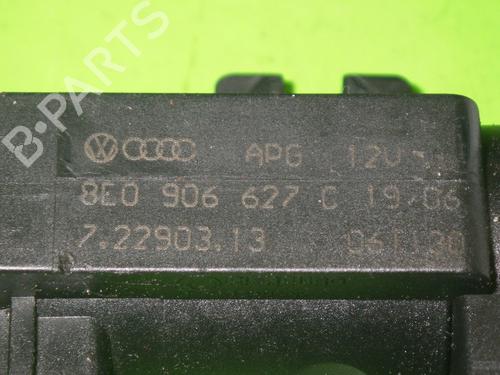 B-PARTS
APG 12V
8E0 906 627 C 19/06
7.22903.13